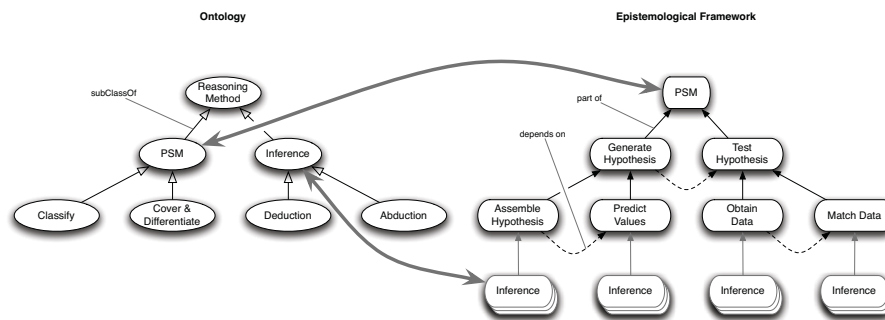 Ontology
Epistemological Framework
Reasoning
Method
subClassOf
PSM
part of
PSM
depends on
Inference
Generate
Hypothesis
Test
Hypothesis
Classify
Cover &
Differentiate
Deduction
Abduction
Assemble
Hypothesis
Predict
Values
Obtain
Data
Match Data
Inference
Inference
Inference
Inference